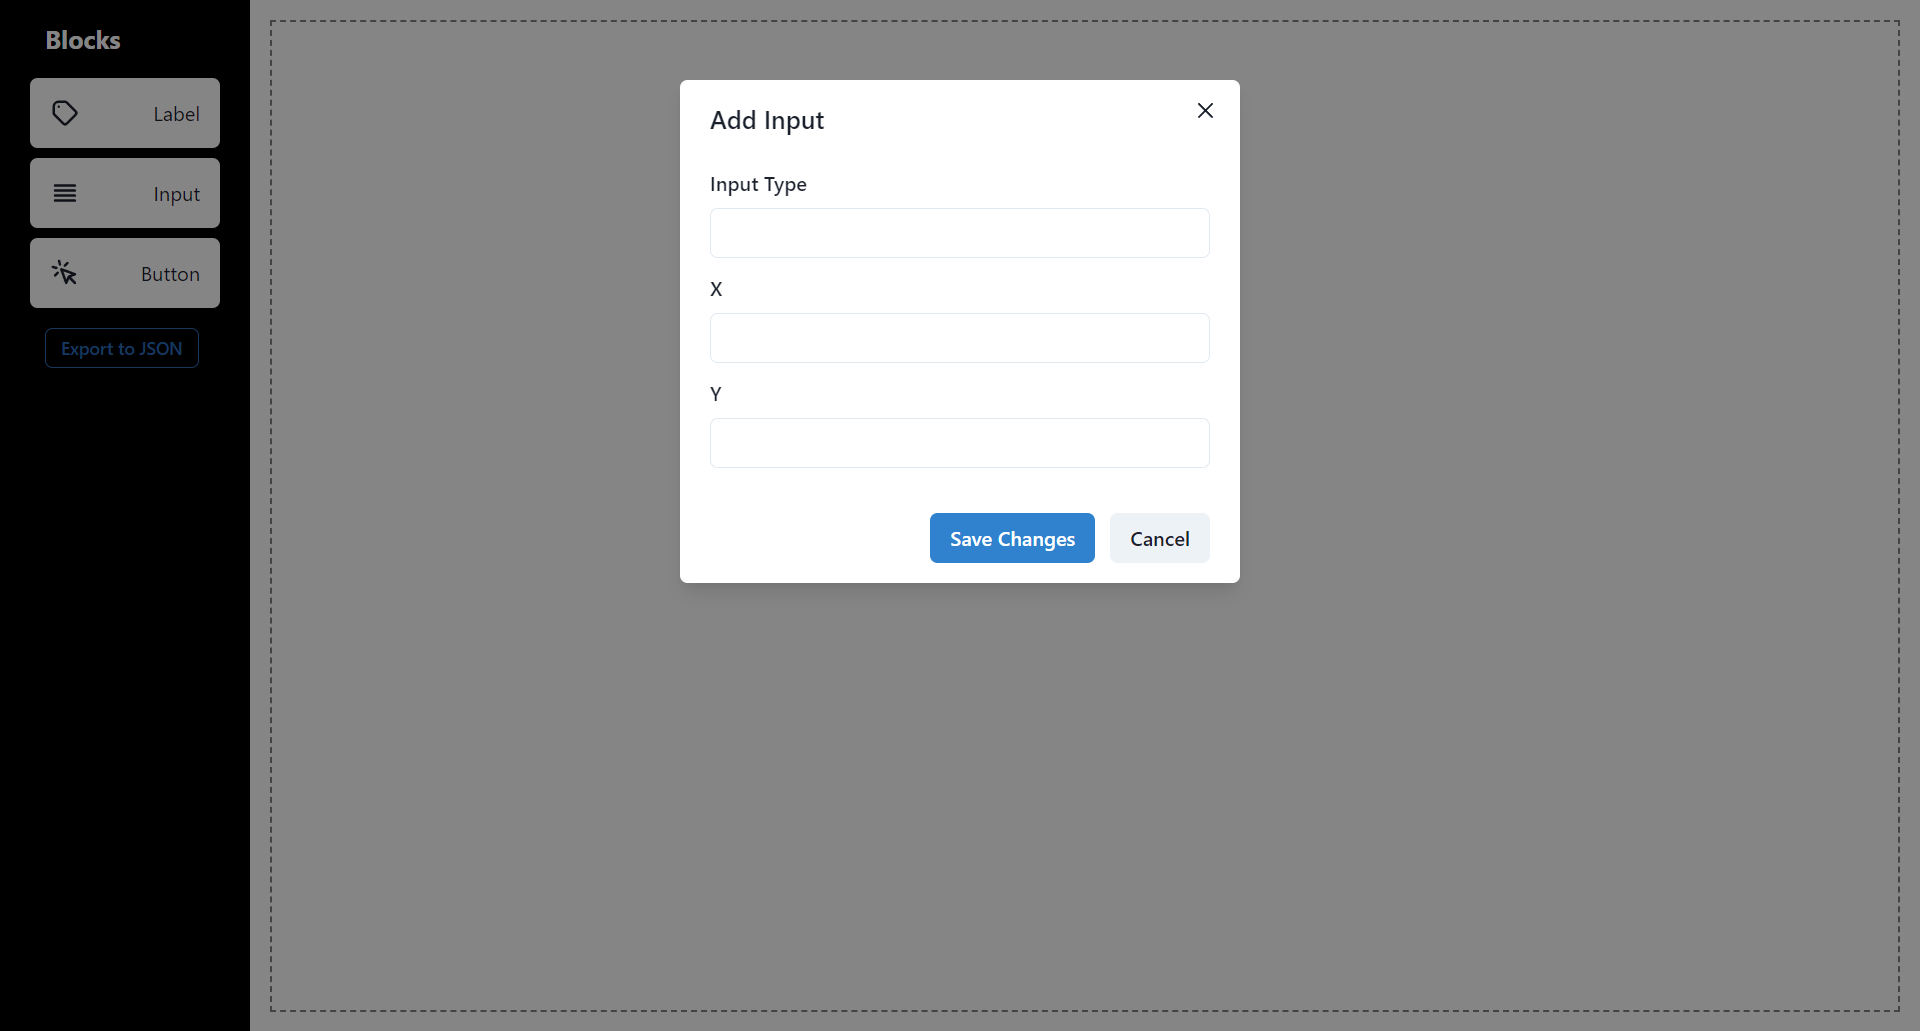 Blocks
Label
Input
Button
Export to JSON
Add Input
Input Type
X
Y
Save Changes
Cancel